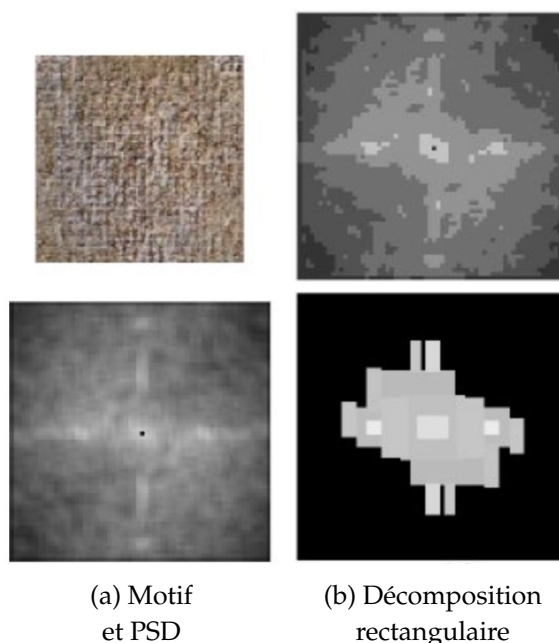 (a) Motif
et PSD
(b) Décomposition
rectangulaire